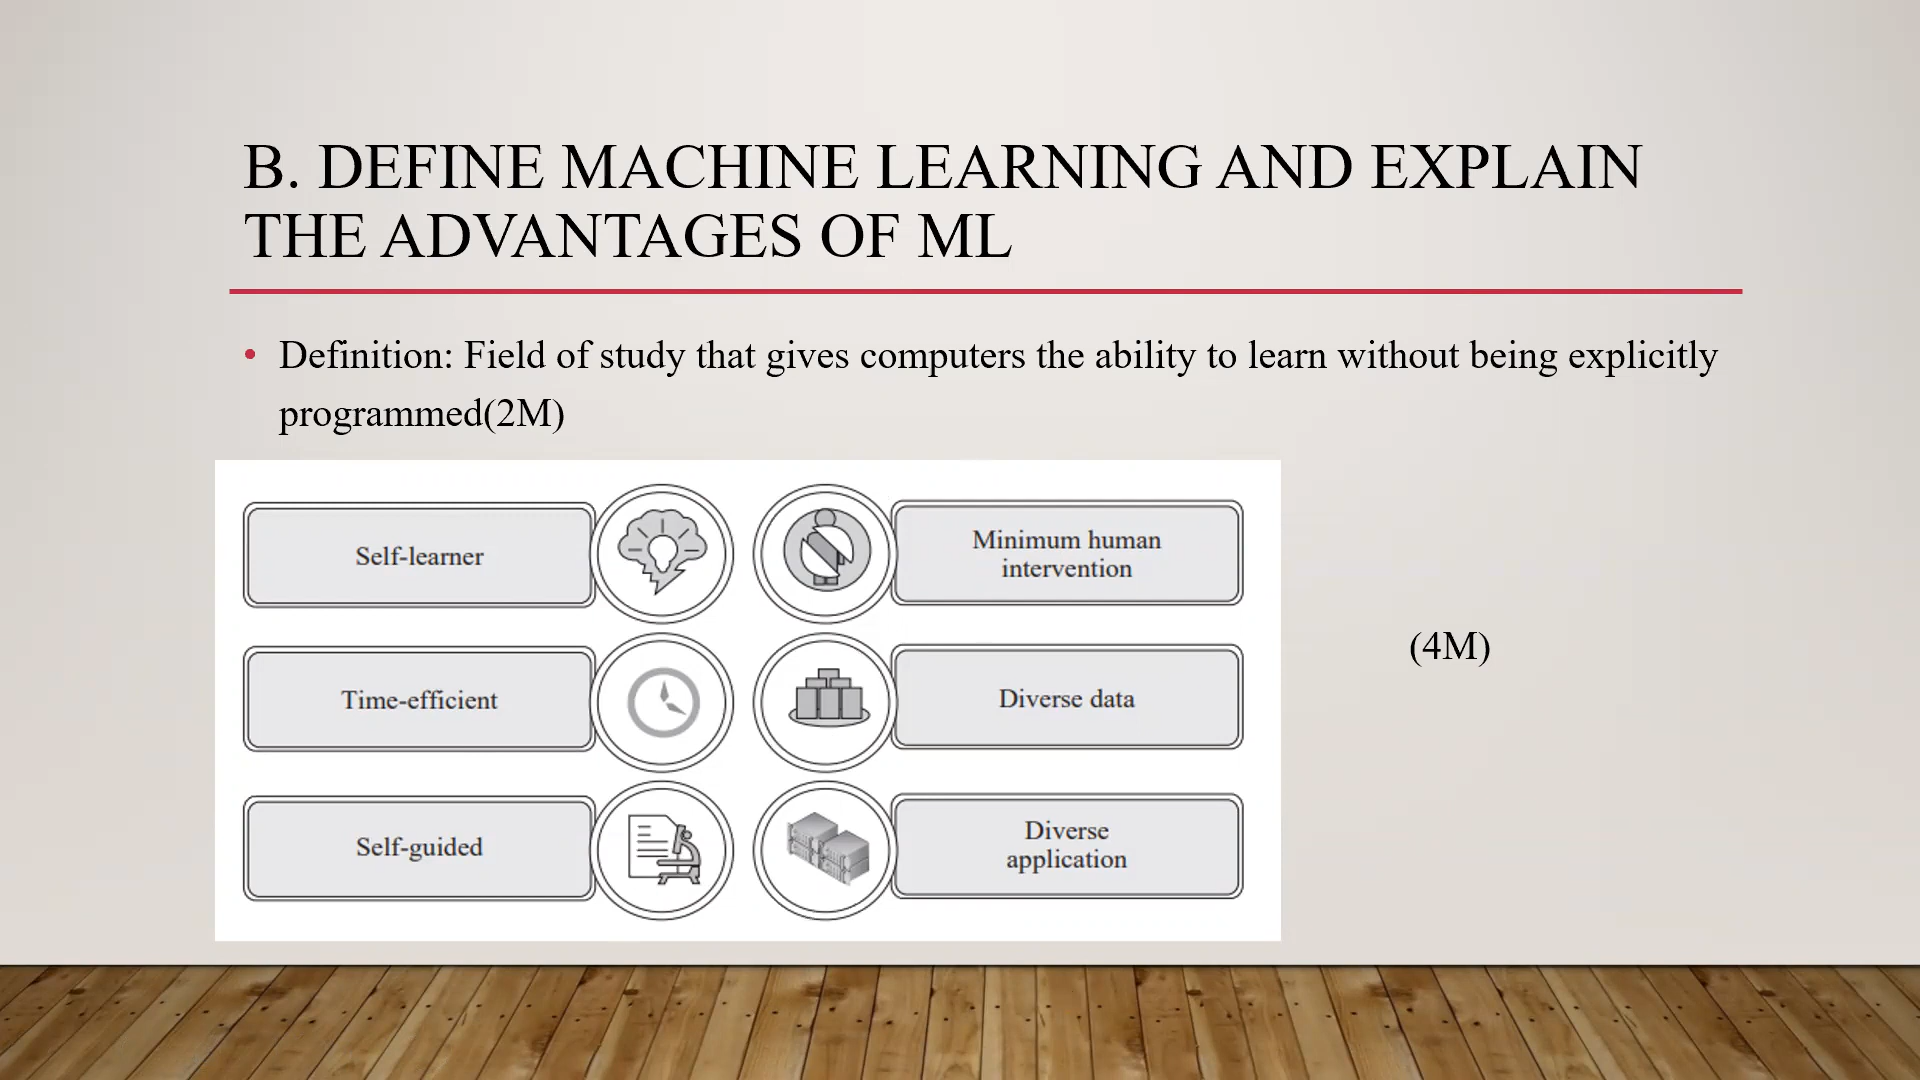 B. DEFINE MACHINE LEARNING AND EXPLAIN
THE ADVANTAGES OF ML
• Definition: Field of study that gives computers the ability to learn without being explicitly
programmed(2M)
Self-learner
Minimum human
intervention
Time-efficient
Diverse data
(4M)
Self-guided
Diverse
application